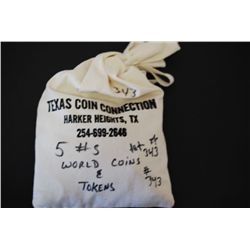 343
TEXAS COIN CONNECTION
HARKER HEIGHTS, TX
254-699-2646
5 #s Lot #
343
WORLD COINS #
& 343
TOKENS